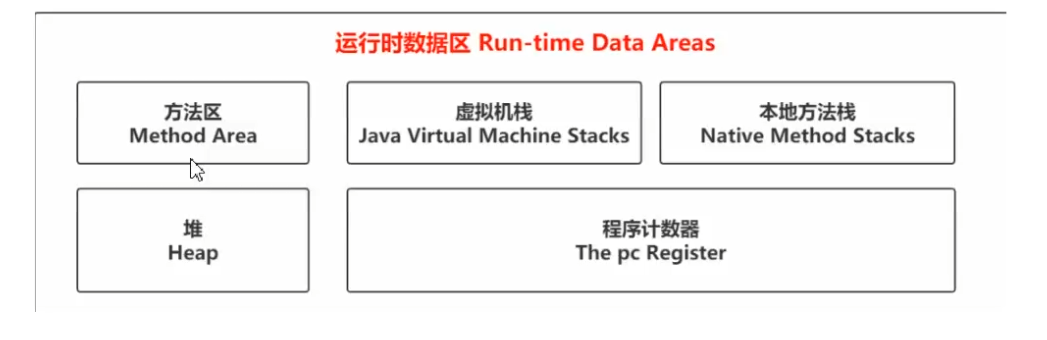 运行时数据区 Run-time Data Areas
方法区
Method Area
虚拟机栈
Java Virtual Machine Stacks
本地方法栈
Native Method Stacks
堆
Heap
程序计数器
The pc Register